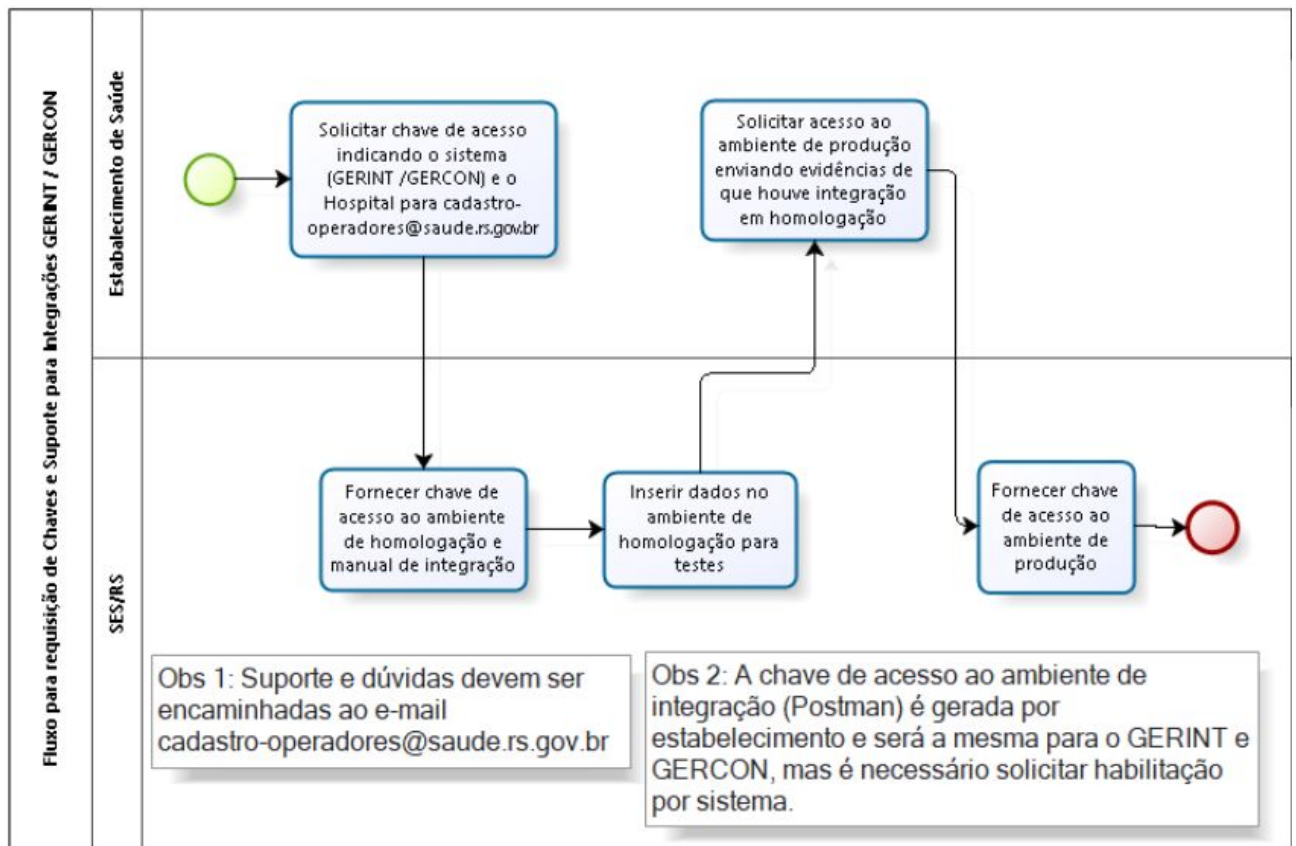 Fluxo para requisição de Chaves e Suporte para Integrações GERINT / GERCON
Estabalecimento de Saúde
Solicitar chave de acesso
indicando o sistema
(GERINT /GERCON) e o
Hospital para cadastro-
operadores@saude.rs.gov.br
Solicitar acesso ao
ambiente de produção
enviando evidências de
que houve integração
em homologação
SES/RS
Fornecer chave de
acesso ao ambiente
de homologação e
manual de integração
Inserir dados no
ambiente de
homologação para
testes
Fornecer chave
de acesso ao
ambiente de
produção
Obs 1: Suporte e dúvidas devem ser
encaminhadas ao e-mail
cadastro-operadores@saude.rs.gov.br
Obs 2: A chave de acesso ao ambiente de
integração (Postman) é gerada por
estabelecimento e será a mesma para o GERINT e
GERCON, mas é necessário solicitar habilitação
por sistema.